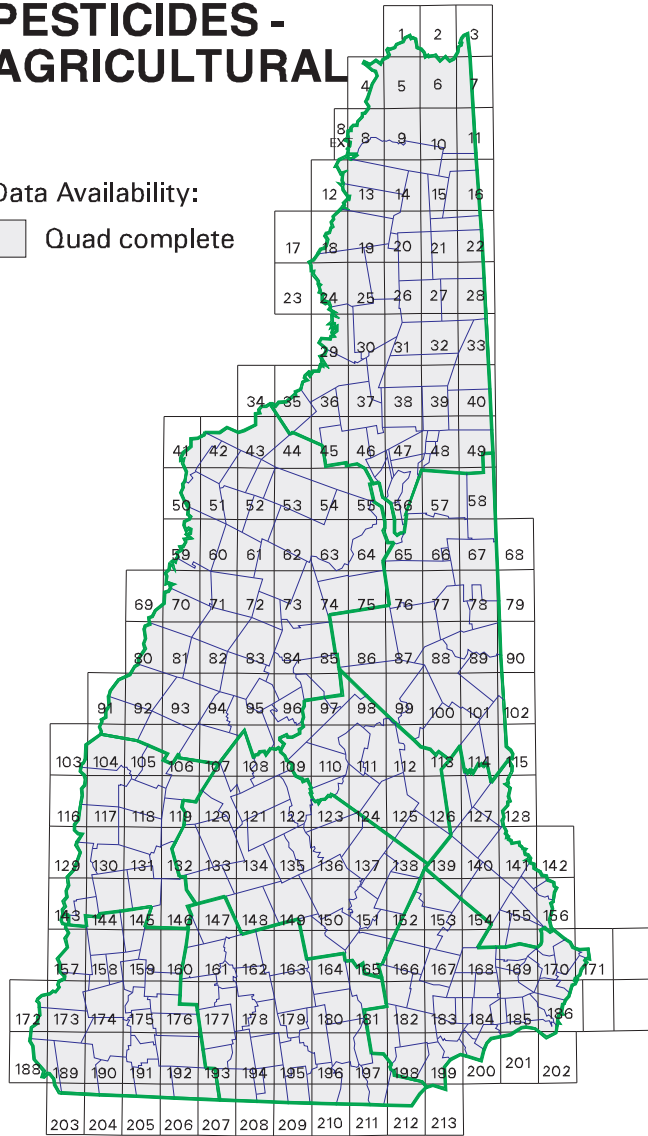 PESTICIDES -
AGRICULTURAL
Data Availability:
Quad complete
1 2 3
4 5 6 7
8 EXT 8 9 10 11
12 13 14 15 16
17 18 19 20 21 22
23 24 25 26 27 28
29 30 31 32 33
34 35 36 37 38 39 40
41 42 43 44 45 46 47 48 49
50 51 52 53 54 55 56 57 58
59 60 61 62 63 64 65 66 67 68
69 70 71 72 73 74 75 76 77 78 79
80 81 82 83 84 85 86 87 88 89 90
91 92 93 94 95 96 97 98 99 100 101 102
103 104 105 106 107 108 109 110 111 112 113 114 115
116 117 118 119 120 121 122 123 124 125 126 127 128
129 130 131 132 133 134 135 136 137 138 139 140 141 142
143 144 145 146 147 148 149 150 151 152 153 154 155 156
157 158 159 160 161 162 163 164 165 166 167 168 169 170 171
172 173 174 175 176 177 178 179 180 181 182 183 184 185 186
188 189 190 191 192 193 194 195 196 197 198 199 200 201 202
203 204 205 206 207 208 209 210 211 212 213